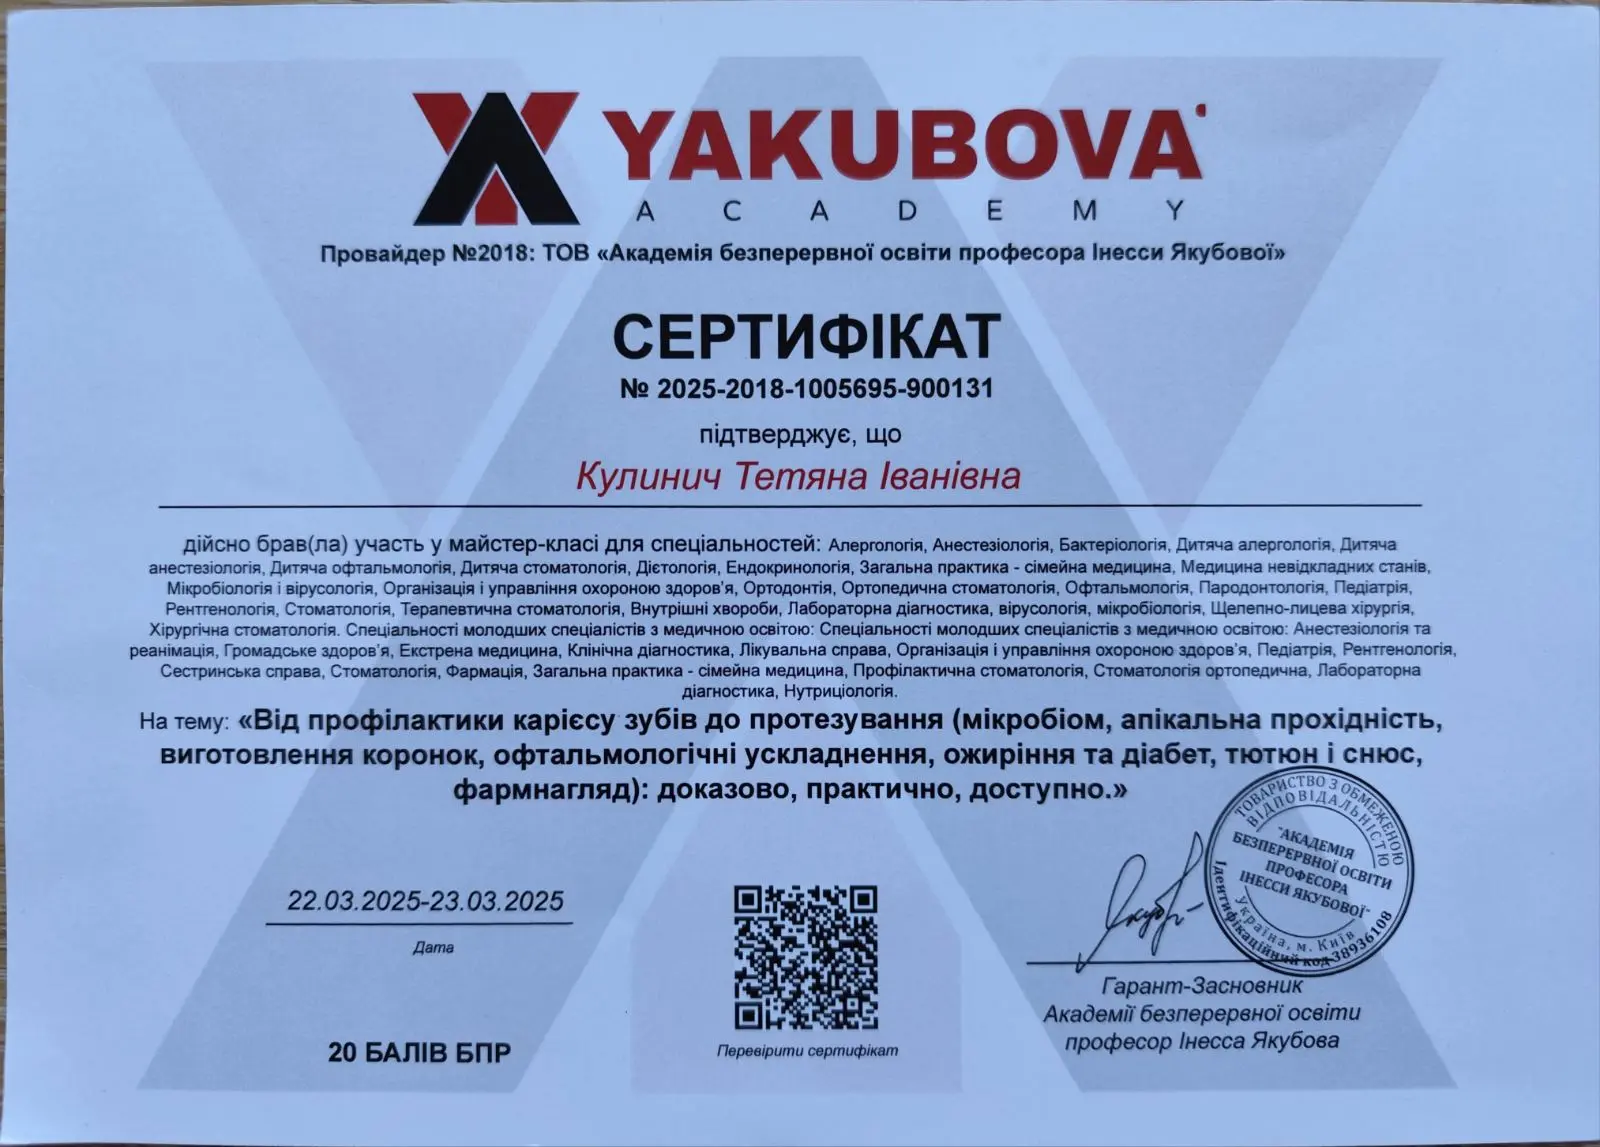 YAKUBOVA
ACADEMY
Провайдер №2018: ТОВ «Академія безперервної освіти професора Інесси Якубової»
СЕРТИФІКАТ
№ 2025-2018-1005695-900131
підтверджує, що
Кулинич Тетяна Іванівна
дійсно брав(ла) участь у майстер-класі для спеціальностей: Алергологія, Анестезіологія, Бактеріологія, Дитяча алергологія, Дитяча
анестезіологія, Дитяча офтальмологія, Дитяча стоматологія, Дієтологія, Ендокринологія, Загальна практика - сімейна медицина, Медицина невідкладних станів,
Мікробіологія і вірусологія, Організація і управління охороною здоров’я, Ортодонтія, Ортопедична стоматологія, Офтальмологія, Пародонтологія, Педіатрія,
Рентгенологія, Стоматологія, Терапевтична стоматологія, Внутрішні хвороби, Лабораторна діагностика, вірусологія, мікробіологія, Щелепно-лицева хірургія,
Хірургічна стоматологія. Спеціальності молодших спеціалістів з медичною освітою: Спеціальності молодших спеціалістів з медичною освітою: Анестезіологія та
реанімація, Громадське здоров’я, Екстрена медицина, Клінічна діагностика, Лікувальна справа, Організація і управління охороною здоров’я, Педіатрія, Рентгенологія,
Сестринська справа, Стоматологія, Фармація, Загальна практика - сімейна медицина, Профілактична стоматологія, Стоматологія ортопедична, Лабораторна
діагностика, Нутриціологія.
На тему: «Від профілактики карієсу зубів до протезування (мікробіом, апікальна прохідність,
виготовлення коронок, офтальмологічні ускладнення, ожиріння та діабет, тютюн і снюс,
фармнагляд): доказово, практично, доступно.»
22.03.2025-23.03.2025
Дата
20 БАЛІВ БПР
Перевірити сертифікат
ТОВАРИСТВО З ОБМЕЖЕНОЮ
ВІДПОВІДАЛЬНІСТЮ
"АКАДЕМІЯ
БЕЗПЕРЕРВНОЇ ОСВІТИ
ПРОФЕСОРА
ІНЕССИ ЯКУБОВОЇ"
Україна, м. Київ
Ідентифікаційний код 38936108
Гарант-Засновник
Академії безперервної освіти
професор Інесса Якубова